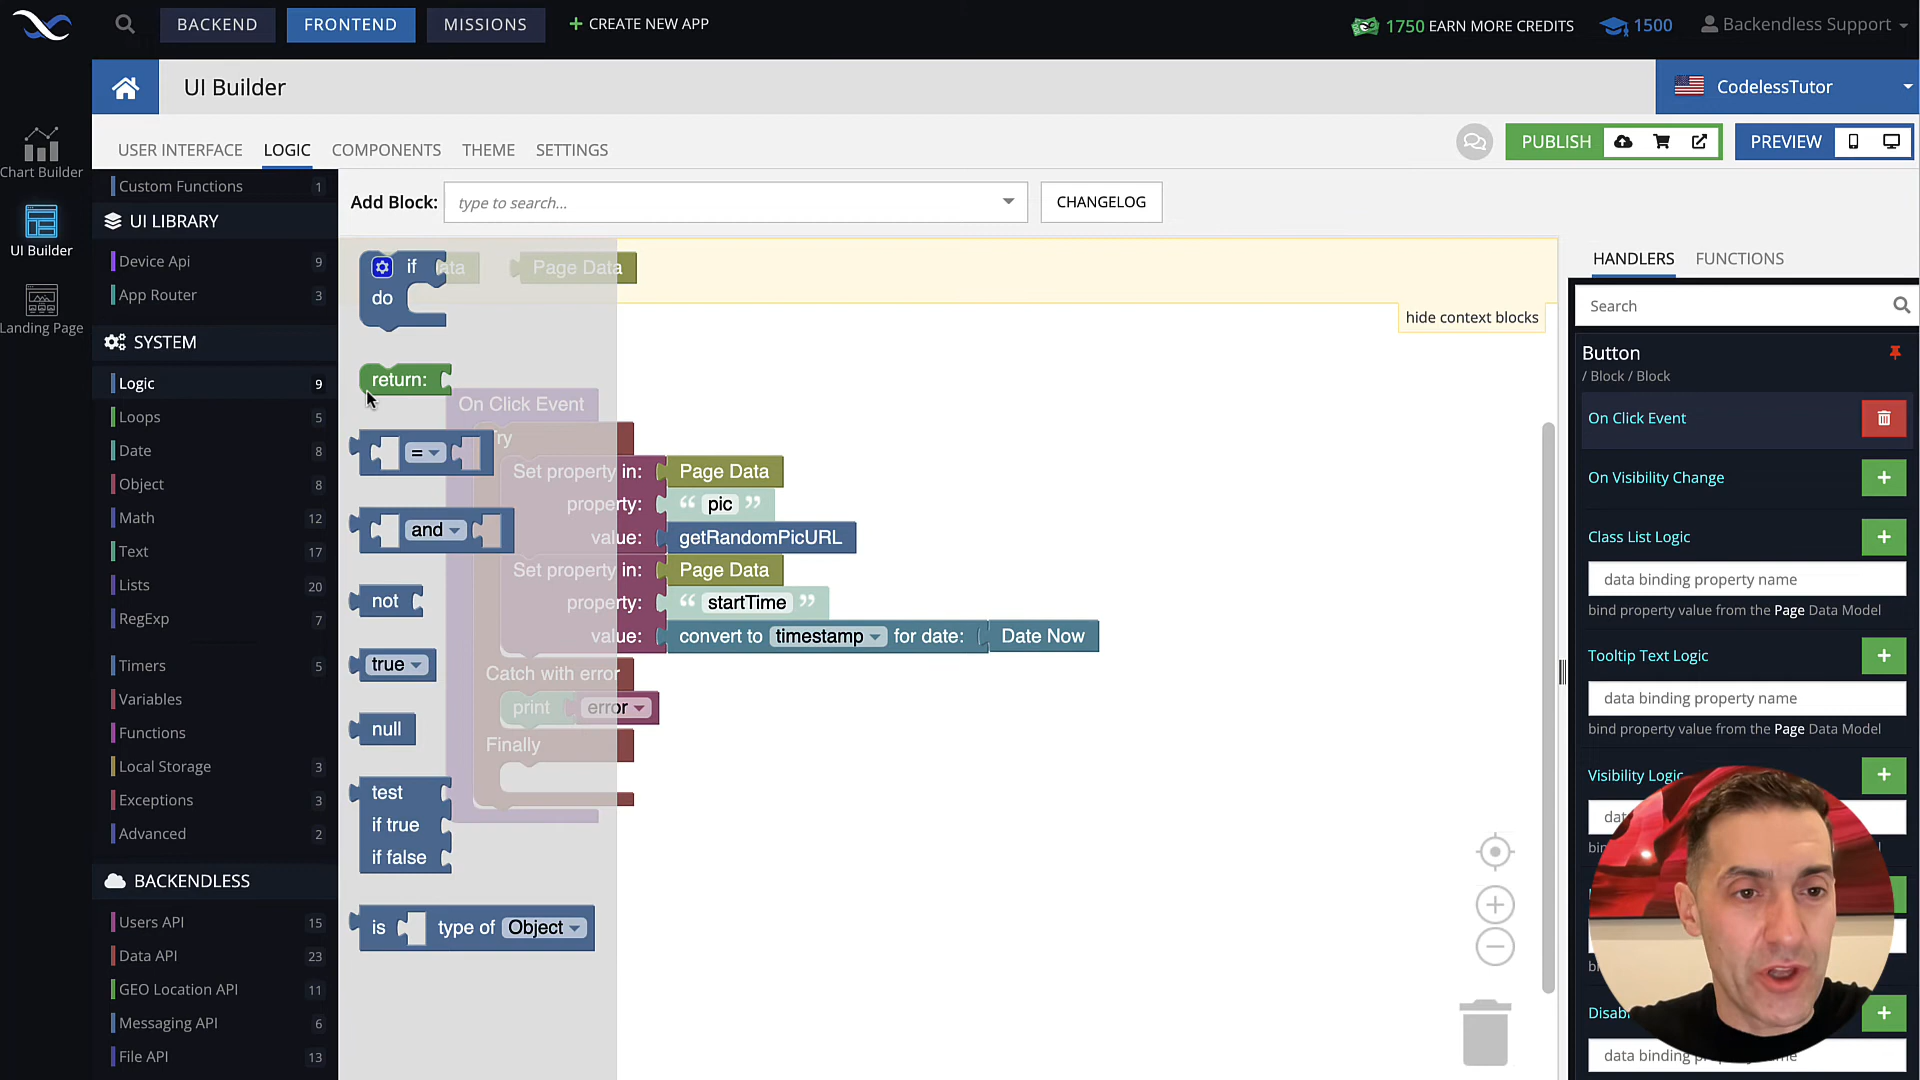 BACKEND
FRONTEND
MISSIONS
+ CREATE NEW APP
1750 EARN MORE CREDITS
1500
Backendless Support
UI Builder
CodelessTutor
Chart Builder
UI Builder
Landing Page
USER INTERFACE
LOGIC
COMPONENTS
THEME
SETTINGS
PUBLISH
PREVIEW
Custom Functions 1
UI LIBRARY
Device Api 9
App Router 3
SYSTEM
Logic 9
Loops 5
Date 8
Object 8
Math 12
Text 17
Lists 20
RegExp 7
Timers 5
Variables
Functions
Local Storage 3
Exceptions 3
Advanced 2
BACKENDLESS
Users API 15
Data API 23
GEO Location API 11
Messaging API 6
File API 13
Add Block:
type to search...
CHANGELOG
if
do
return:
=
and
not
true
null
test
if true
if false
is type of Object
Page Data
hide context blocks
On Click Event
Set property in: Page Data
property: “ pic ”
value: getRandomPicURL
Set property in: Page Data
property: “ startTime ”
value: convert to timestamp for date: Date Now
Catch with error
print error
Finally
HANDLERS
FUNCTIONS
Search
Button
/ Block / Block
On Click Event
On Visibility Change
Class List Logic
data binding property name
bind property value from the Page Data Model
Tooltip Text Logic
data binding property name
bind property value from the Page Data Model
Visibility Logic
data binding property name